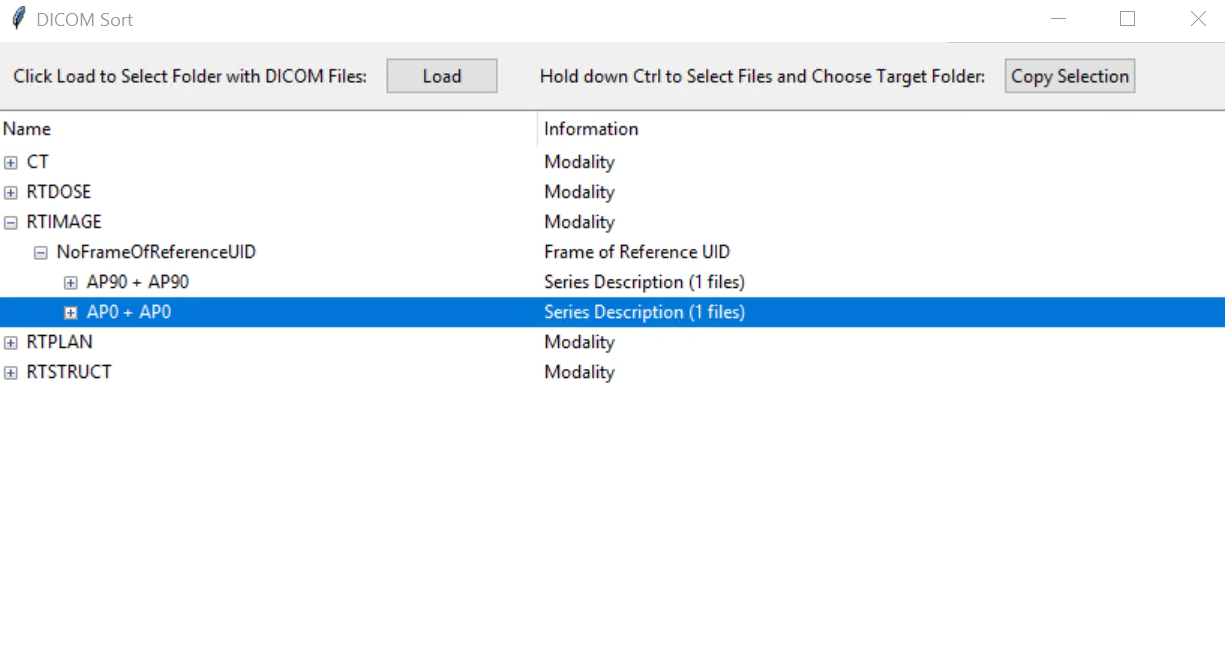 DICOM Sort
Click Load to Select Folder with DICOM Files: Load Hold down Ctrl to Select Files and Choose Target Folder: Copy Selection
Name Information
CT Modality
RTDOSE Modality
RTIMAGE Modality
NoFrameOfReferenceUID Frame of Reference UID
AP90 + AP90 Series Description (1 files)
AP0 + AP0 Series Description (1 files)
RTPLAN Modality
RTSTRUCT Modality